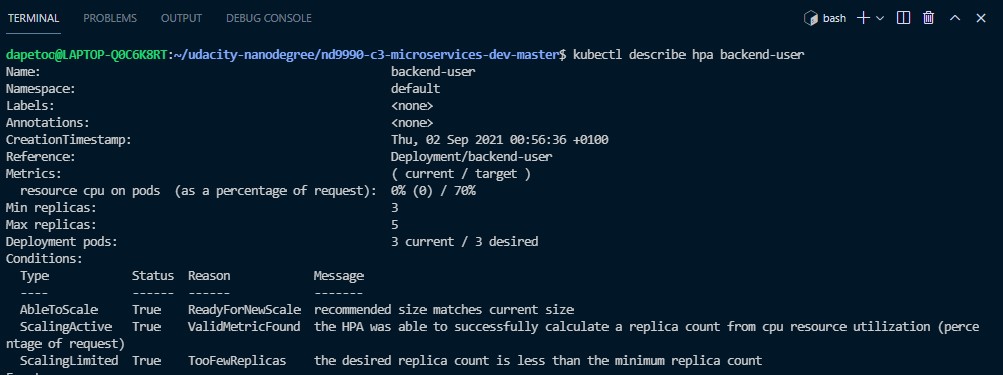 TERMINAL PROBLEMS OUTPUT DEBUG CONSOLE bash
dapetoo@LAPTOP-Q0C6K8RT:~/udacity-nanodegree/nd9990-c3-microservices-dev-master$ kubectl describe hpa backend-user
Name: backend-user
Namespace: default
Labels: <none>
Annotations: <none>
CreationTimestamp: Thu, 02 Sep 2021 00:56:36 +0100
Reference: Deployment/backend-user
Metrics: ( current / target )
resource cpu on pods (as a percentage of request): 0% (0) / 70%
Min replicas: 3
Max replicas: 5
Deployment pods: 3 current / 3 desired
Conditions:
Type Status Reason Message
---- ------ ------ -------
AbleToScale True ReadyForNewScale recommended size matches current size
ScalingActive True ValidMetricFound the HPA was able to successfully calculate a replica count from cpu resource utilization (perce
ntage of request)
ScalingLimited True TooFewReplicas the desired replica count is less than the minimum replica count